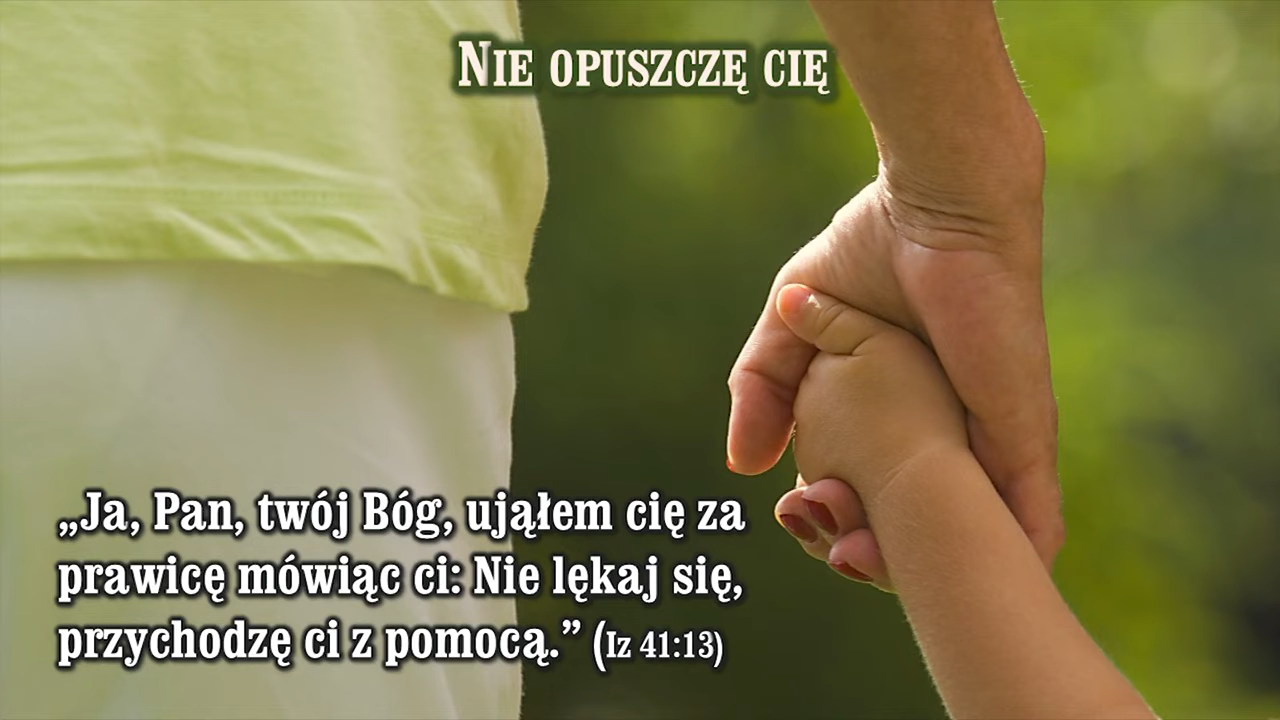 Nie opuszczę cię
„Ja, Pan, twój Bóg, ująłem cię za
prawicę mówiąc ci: Nie lękaj się,
przychodzę ci z pomocą.” (Iz 41:13)